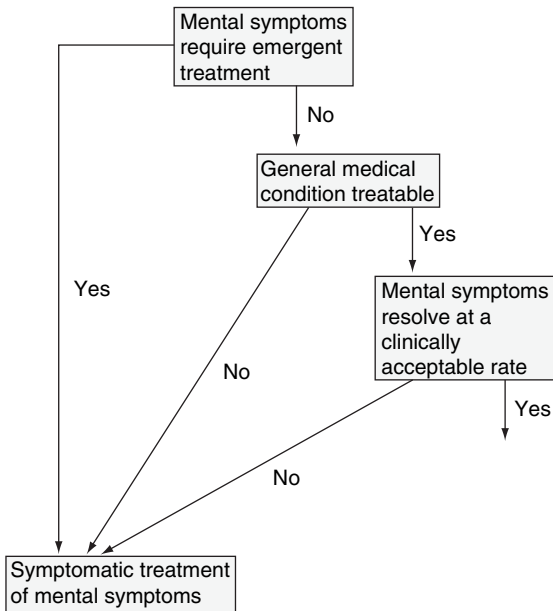 Mental symptoms
require emergent
treatment
No
General medical
condition treatable
Yes
Yes
Mental symptoms
resolve at a
clinically
acceptable rate
No
Yes
No
Symptomatic treatment
of mental symptoms